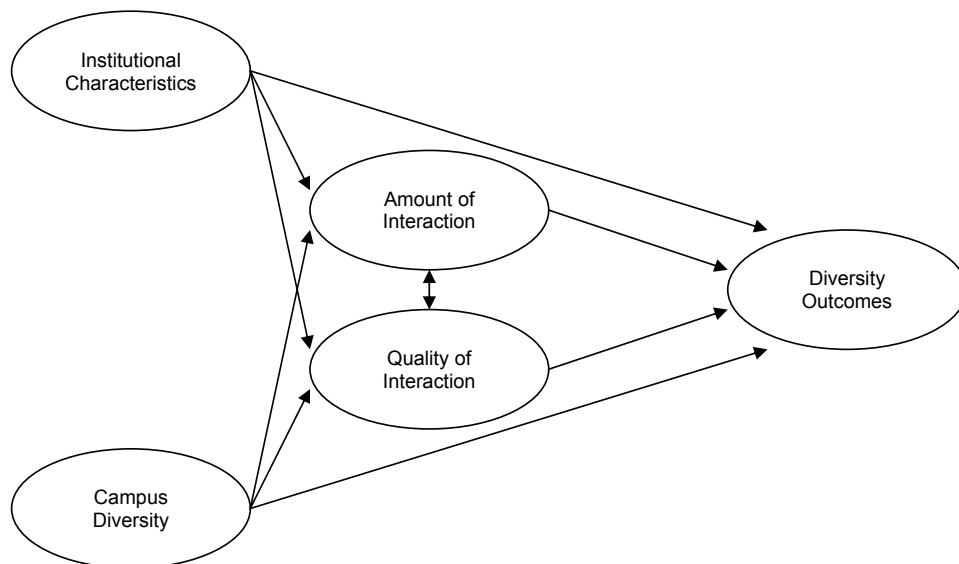 Institutional
Characteristics
Amount of
Interaction
Diversity
Outcomes
Quality of
Interaction
Campus
Diversity